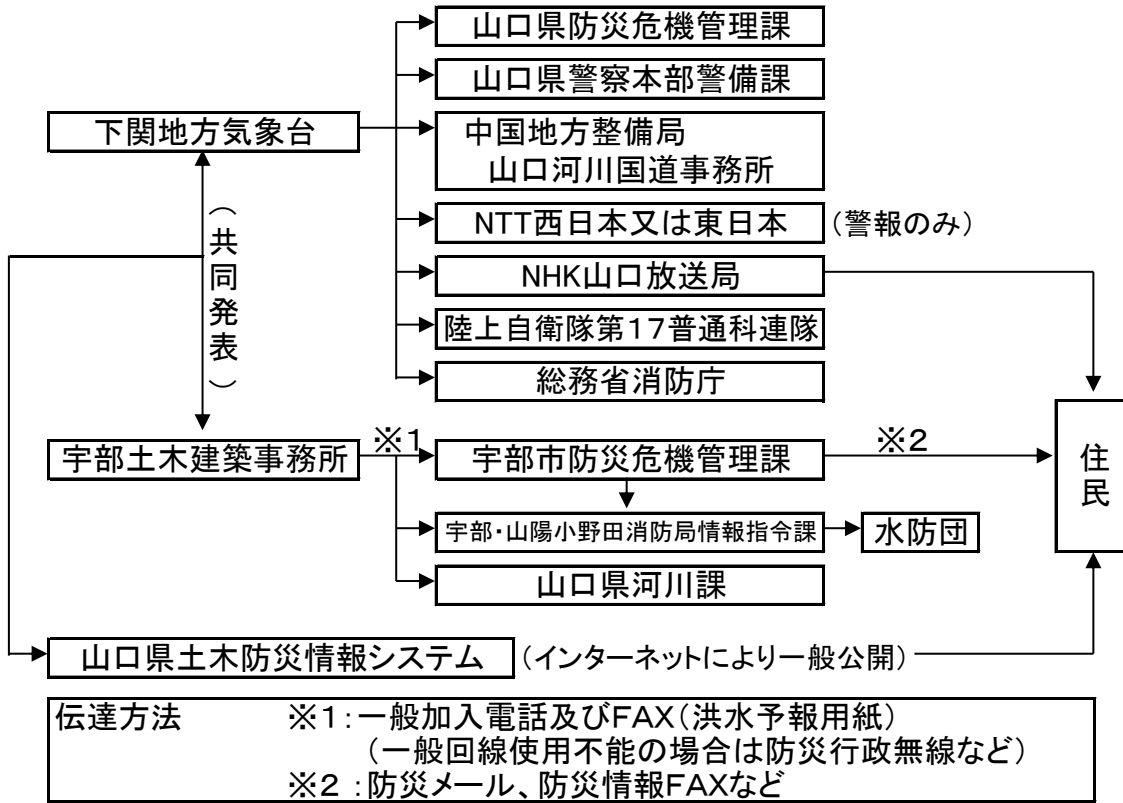 山口県防災危機管理課
山口県警察本部警備課
下関地方気象台
中国地方整備局
山口河川国道事務所
NTT西日本又は東日本 (警報のみ)
(共同発表)
NHK山口放送局
陸上自衛隊第17普通科連隊
総務省消防庁
宇部土木建築事務所
※1
宇部市防災危機管理課
※2
住民
宇部・山陽小野田消防局情報指令課
水防団
山口県河川課
山口県土木防災情報システム (インターネットにより一般公開)
伝達方法 ※1:一般加入電話及びFAX(洪水予報用紙)
(一般回線使用不能の場合は防災行政無線など)
※2:防災メール、防災情報FAXなど